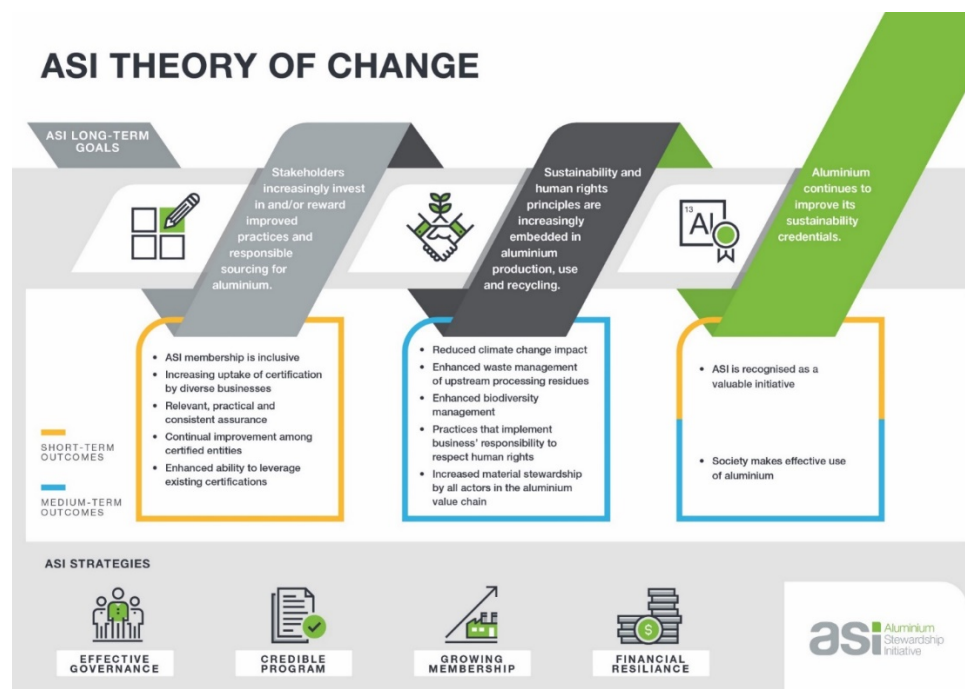 ASI THEORY OF CHANGE
ASI LONG-TERM
GOALS
Stakeholders
increasingly invest
in and/or reward
improved
practices and
responsible
sourcing for
aluminium.
Sustainability and
human rights
principles are
increasingly
embedded in
aluminium
production, use
and recycling.
13
Al
Aluminium
continues to
improve its
sustainability
credentials.
• ASI membership is inclusive
• Increasing uptake of certification
by diverse businesses
• Relevant, practical and
consistent assurance
• Continual improvement among
certified entities
• Enhanced ability to leverage
existing certifications
• Reduced climate change impact
• Enhanced waste management
of upstream processing residues
• Enhanced biodiversity
management
• Practices that implement
business' responsibility to
respect human rights
• Increased material stewardship
by all actors in the aluminium
value chain
• ASI is recognised as a
valuable initiative
• Society makes effective use
of aluminium
SHORT-TERM
OUTCOMES
MEDIUM-TERM
OUTCOMES
ASI STRATEGIES
EFFECTIVE
GOVERNANCE
CREDIBLE
PROGRAM
GROWING
MEMBERSHIP
$
FINANCIAL
RESILIANCE
asi
Aluminium
Stewardship
Initiative